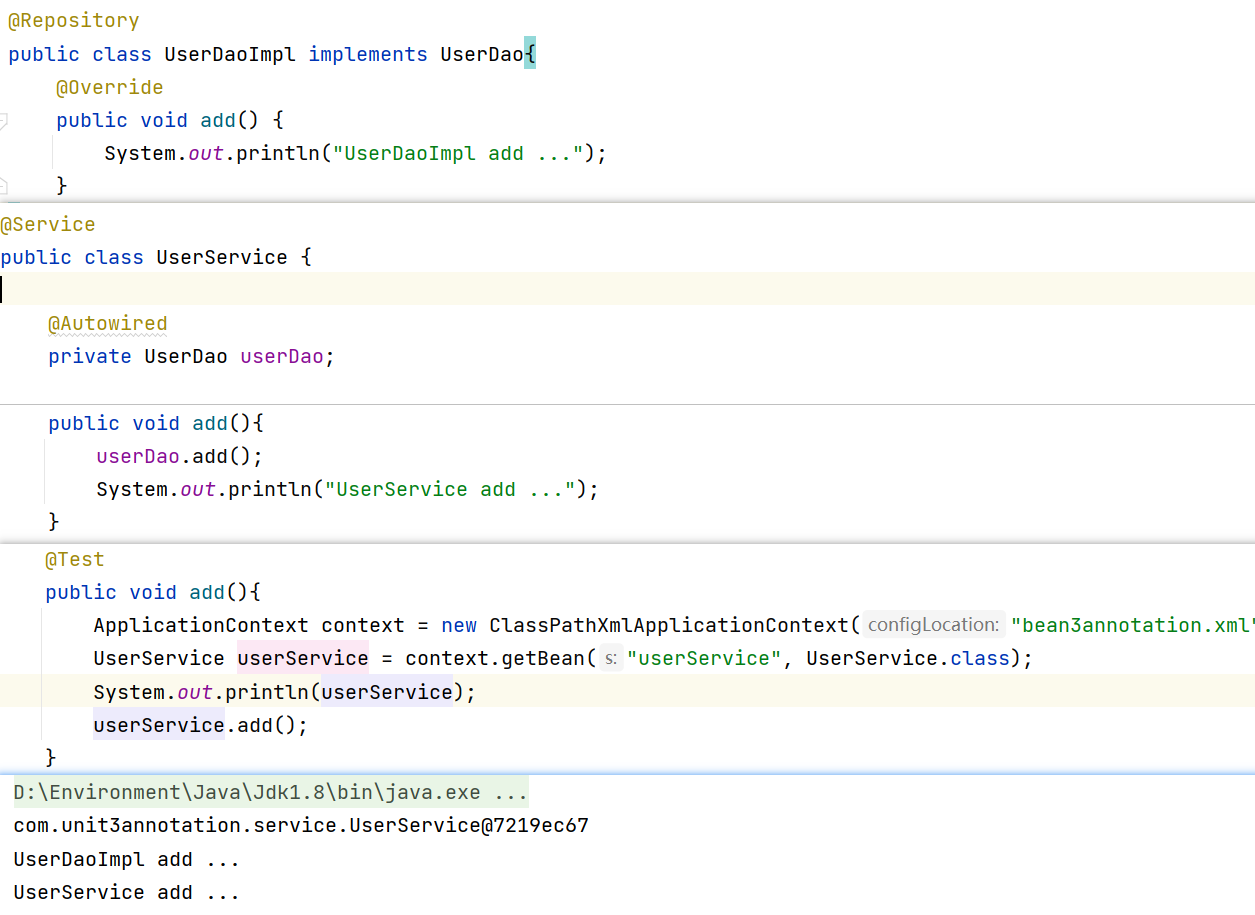 @Repository
public class UserDaoImpl implements UserDao{
@Override
public void add() {
System.out.println("UserDaoImpl add ...");
}
@Service
public class UserService {
@Autowired
private UserDao userDao;
public void add(){
userDao.add();
System.out.println("UserService add ...");
}
@Test
public void add(){
ApplicationContext context = new ClassPathXmlApplicationContext( configLocation: "bean3annotation.xml"
UserService userService = context.getBean( s: "userService", UserService.class);
System.out.println(userService);
userService.add();
}
D:\Environment\Java\Jdk1.8\bin\java.exe ...
com.unit3annotation.service.UserService@7219ec67
UserDaoImpl add ...
UserService add ...